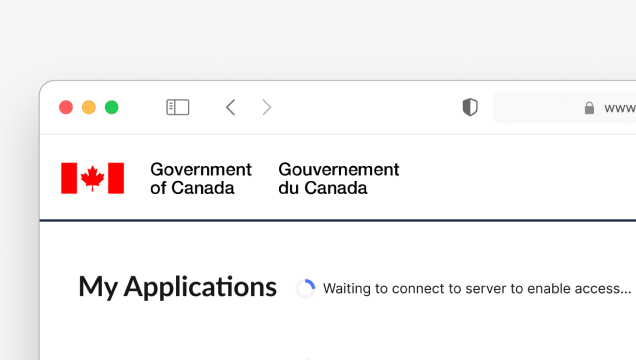 www
Government Gouvernement
of Canada du Canada
My Applications Waiting to connect to server to enable access...